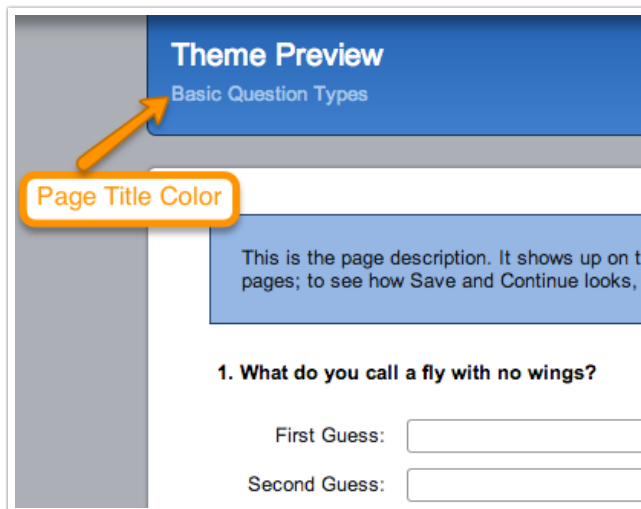 Theme Preview
Basic Question Types
Page Title Color
This is the page description. It shows up on t
pages; to see how Save and Continue looks,
1. What do you call a fly with no wings?
First Guess:
Second Guess: